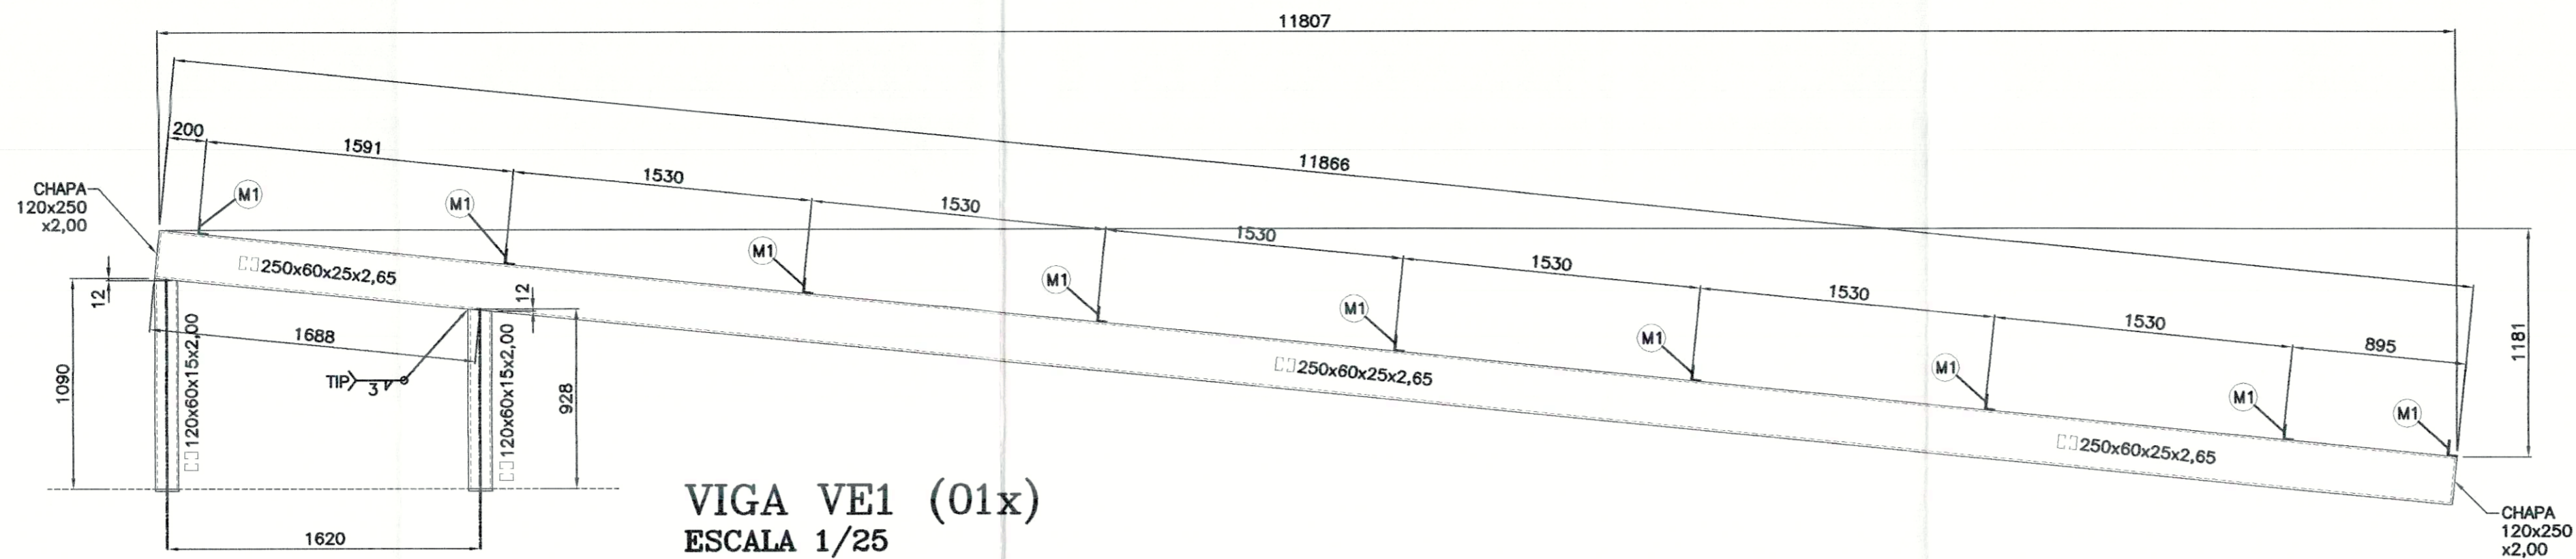 11807
11866
200
1591
1530
1530
1530
1530
1530
1530
895
CHAPA
120x250
x2,00
M1
M1
M1
M1
M1
M1
M1
M1
M1
250x60x25x2,65
250x60x25x2,65
250x60x25x2,65
12
12
1688
1090
120x60x15x2,00
TIP
3
120x60x15x2,00
928
1181
1620
VIGA VE1 (01x)
ESCALA 1/25
CHAPA
120x250
x2,00